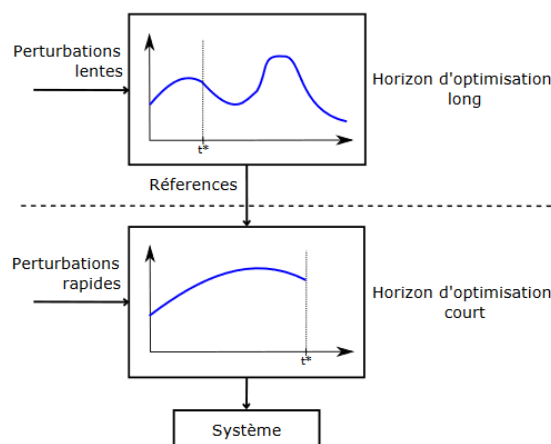 Perturbations
lentes
Horizon d'optimisation
long
t*
Réferences
Perturbations
rapides
Horizon d'optimisation
court
t*
Système